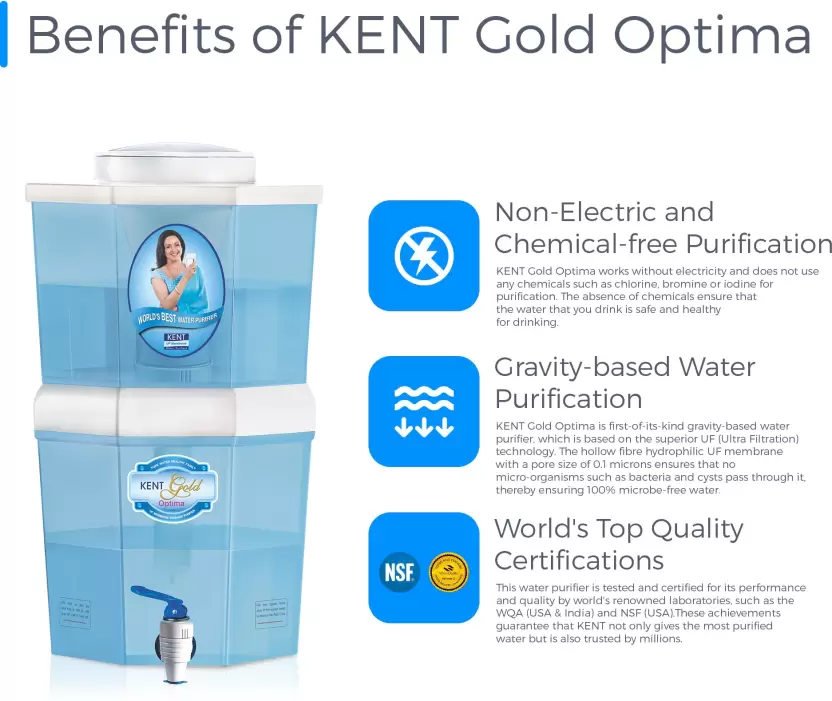 Benefits of KENT Gold Optima
WORLD'S BEST WATER PURIFIER
KENT
KENT Gold
Optima
Non-Electric and
Chemical-free Purification
KENT Gold Optima works without electricity and does not use
any chemicals such as chlorine, bromine or iodine for
purification. The absence of chemicals ensure that
the water that you drink is safe and healthy
for drinking.
Gravity-based Water
Purification
KENT Gold Optima is first-of-its-kind gravity-based water
purifier, which is based on the superior UF (Ultra Filtration)
technology. The hollow fibre hydrophilic UF membrane
with a pore size of 0.1 microns ensures that no
micro-organisms such as bacteria and cysts pass through it,
thereby ensuring 100% microbe-free water.
NSF
World's Top Quality
Certifications
This water purifier is tested and certified for its performance
and quality by world's renowned laboratories, such as the
WQA (USA & India) and NSF (USA).These achievements
guarantee that KENT not only gives the most purified
water but is also trusted by millions.